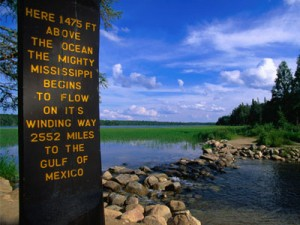 HERE 1475 FT
ABOVE
THE OCEAN
THE MIGHTY
MISSISSIPPI
BEGINS
TO FLOW
ON IT'S
WINDING WAY
2552 MILES
TO THE
GULF OF
MEXICO